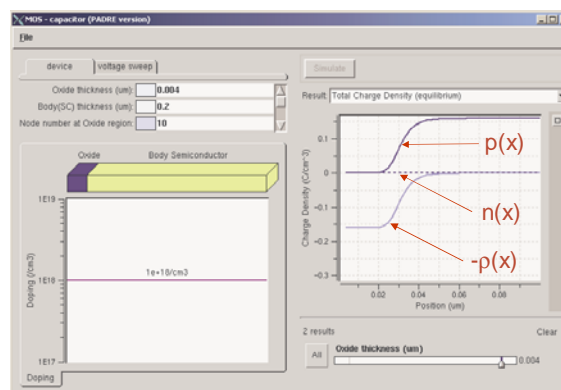 MOS - capacitor (PADRE version)
File
device
voltage sweep
Oxide thickness (um): 0.004
Body(SC) thickness (um): 0.2
Node number at Oxide region: 10
Oxide
Body Semiconductor
1E19
1E18
1E17
Doping (/cm3)
1e+18/cm3
Doping
Simulate
Result: Total Charge Density (equilibrium)
Charge Density (C/cm^3)
0.1
0
-0.1
-0.2
-0.3
0.02
0.04
0.06
0.08
Position (um)
p(x)
n(x)
-ρ(x)
2 results
Clear
All
Oxide thickness (um)
0.004